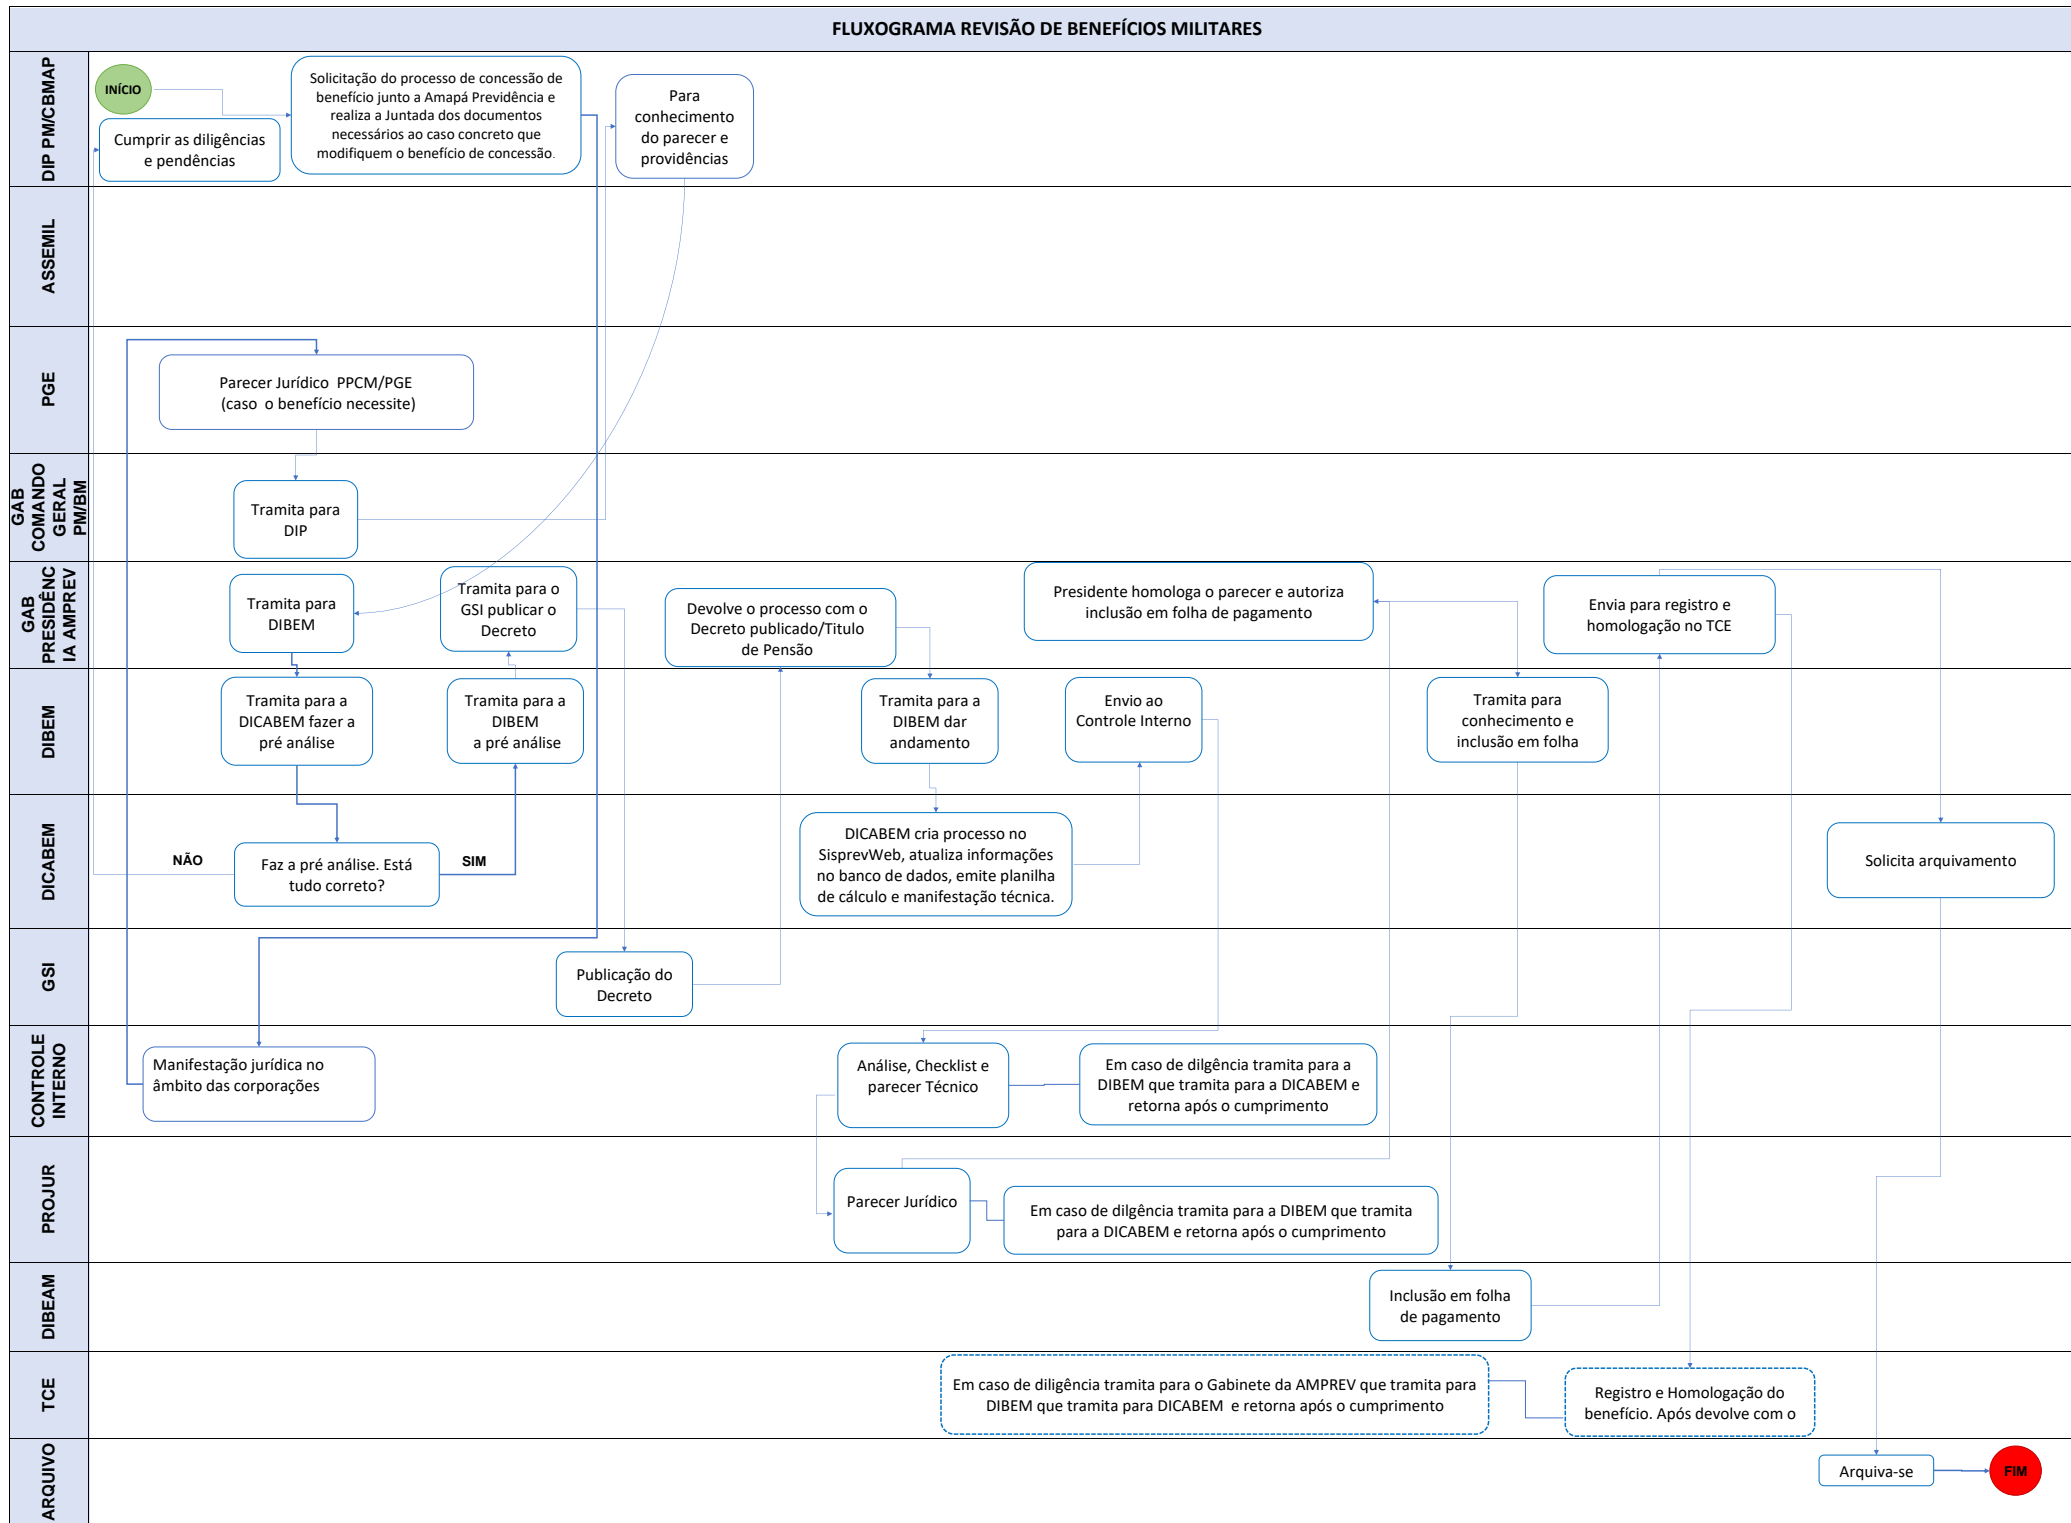 FLUXOGRAMA REVISÃO DE BENEFÍCIOS MILITARES
DIP PM/CBMAP
INÍCIO
Solicitação do processo de concessão de
benefício junto a Amapá Previdência e
realiza a Juntada dos documentos
necessários ao caso concreto que
modifiquem o benefício de concessão.
Para
conhecimento
do parecer e
providências
Cumprir as diligências
e pendências
ASSEMIL
PGE
Parecer Jurídico PPCM/PGE
(caso o benefício necessite)
GAB
COMANDO
GERAL
PM/BM
Tramita para
DIP
GAB
PRESIDÊNC
IA AMPREV
Tramita para
DIBEM
Tramita para o
GSI publicar o
Decreto
Devolve o processo com o
Decreto publicado/Titulo
de Pensão
Presidente homologa o parecer e autoriza
inclusão em folha de pagamento
Envia para registro e
homologação no TCE
DIBEM
Tramita para a
DICABEM fazer a
pré análise
Tramita para a
DIBEM
a pré análise
Tramita para a
DIBEM dar
andamento
Envio ao
Controle Interno
Tramita para
conhecimento e
inclusão em folha
DICABEM
NÃO
Faz a pré análise. Está
tudo correto?
SIM
DICABEM cria processo no
SisprevWeb, atualiza informações
no banco de dados, emite planilha
de cálculo e manifestação técnica.
Solicita arquivamento
GSI
Publicação do
Decreto
CONTROLE
INTERNO
Manifestação jurídica no
âmbito das corporações
Análise, Checklist e
parecer Técnico
Em caso de dilgência tramita para a
DIBEM que tramita para a DICABEM e
retorna após o cumprimento
PROJUR
Parecer Jurídico
Em caso de dilgência tramita para a DIBEM que tramita
para a DICABEM e retorna após o cumprimento
DIBEAM
Inclusão em folha
de pagamento
TCE
Em caso de diligência tramita para o Gabinete da AMPREV que tramita para
DIBEM que tramita para DICABEM e retorna após o cumprimento
Registro e Homologação do
benefício. Após devolve com o
ARQUIVO
Arquiva-se
FIM